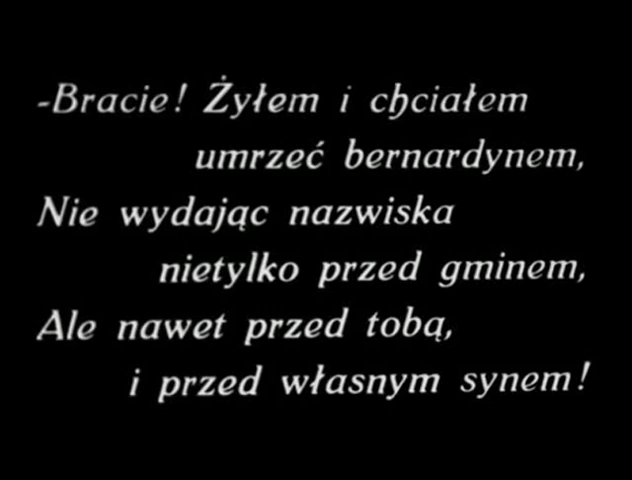 -Bracie! Żyłem i chciałem
umrzeć bernardynem,
Nie wydając nazwiska
nietylko przed gminem,
Ale nawet przed tobą,
i przed własnym synem!